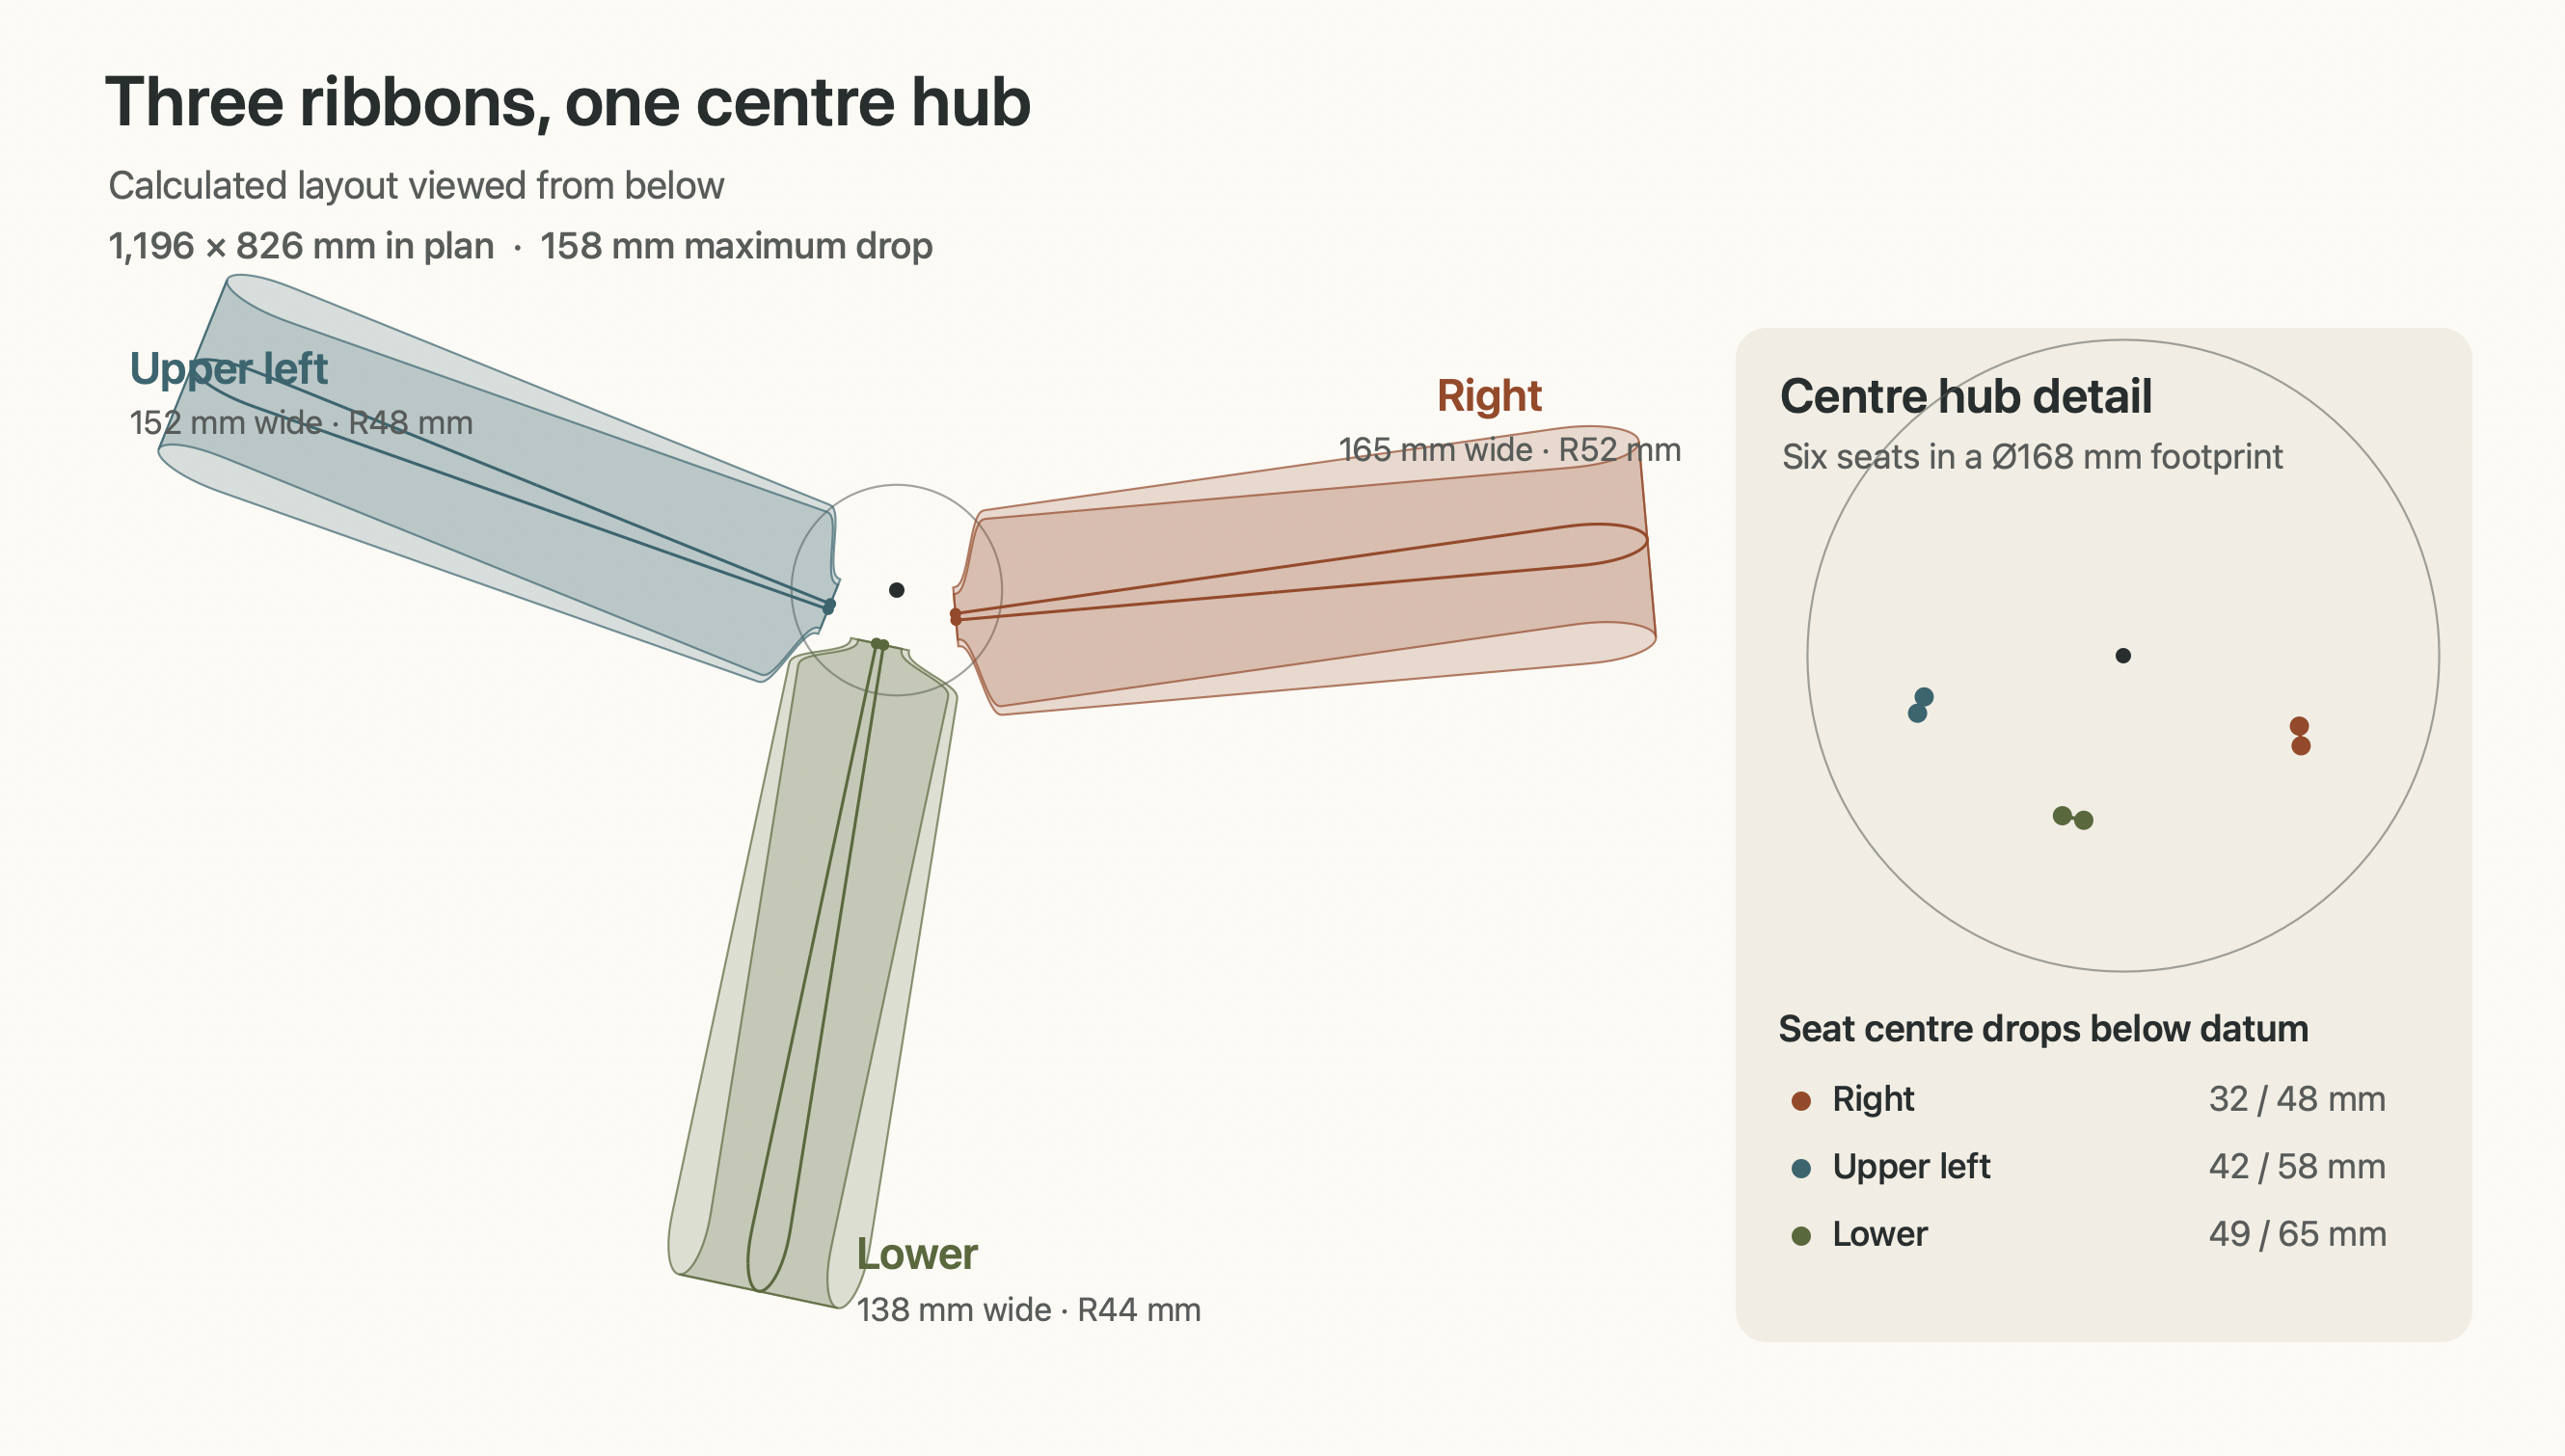 Three ribbons, one centre hub
Calculated layout viewed from below
1,196 × 826 mm in plan · 158 mm maximum drop
Upper left
152 mm wide · R48 mm
Right
165 mm wide · R52 mm
Lower
138 mm wide · R44 mm
Centre hub detail
Six seats in a Ø168 mm footprint
Seat centre drops below datum
Right 32 / 48 mm
Upper left 42 / 58 mm
Lower 49 / 65 mm